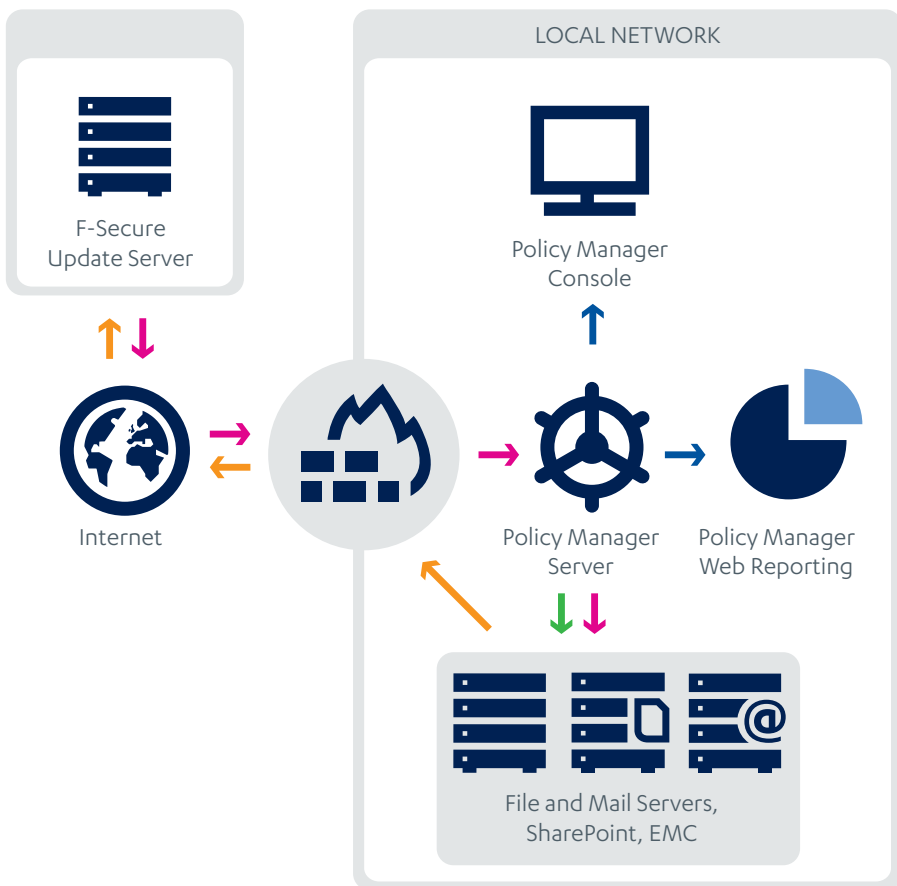 LOCAL NETWORK
F-Secure
Update Server
Policy Manager
Console
Internet
Policy Manager
Server
Policy Manager
Web Reporting
@
File and Mail Servers,
SharePoint, EMC